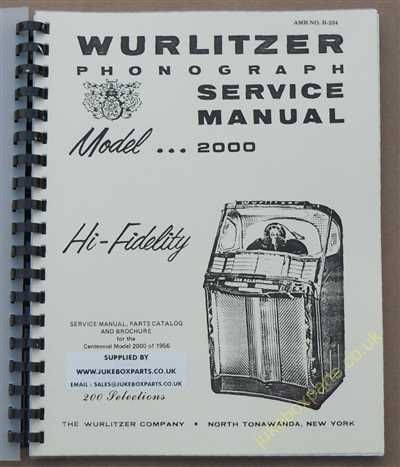 AMR NO. R-254
WURLITZER
PHONOGRAPH
SERVICE
MANUAL
Model ... 2000
Hi-Fidelity
WURLITZER
SERVICE MANUAL, PARTS CATALOG
AND BROCHURE
for the
Centennial Model 2000 of 1956
SUPPLIED BY
WWW.JUKEBOXPARTS.CO.UK
EMAIL : SALES@JUKEBOXPARTS.CO.UK
200 Selections
THE WURLITZER COMPANY • NORTH TONAWANDA, NEW YORK
jukeboxparts.co.uk